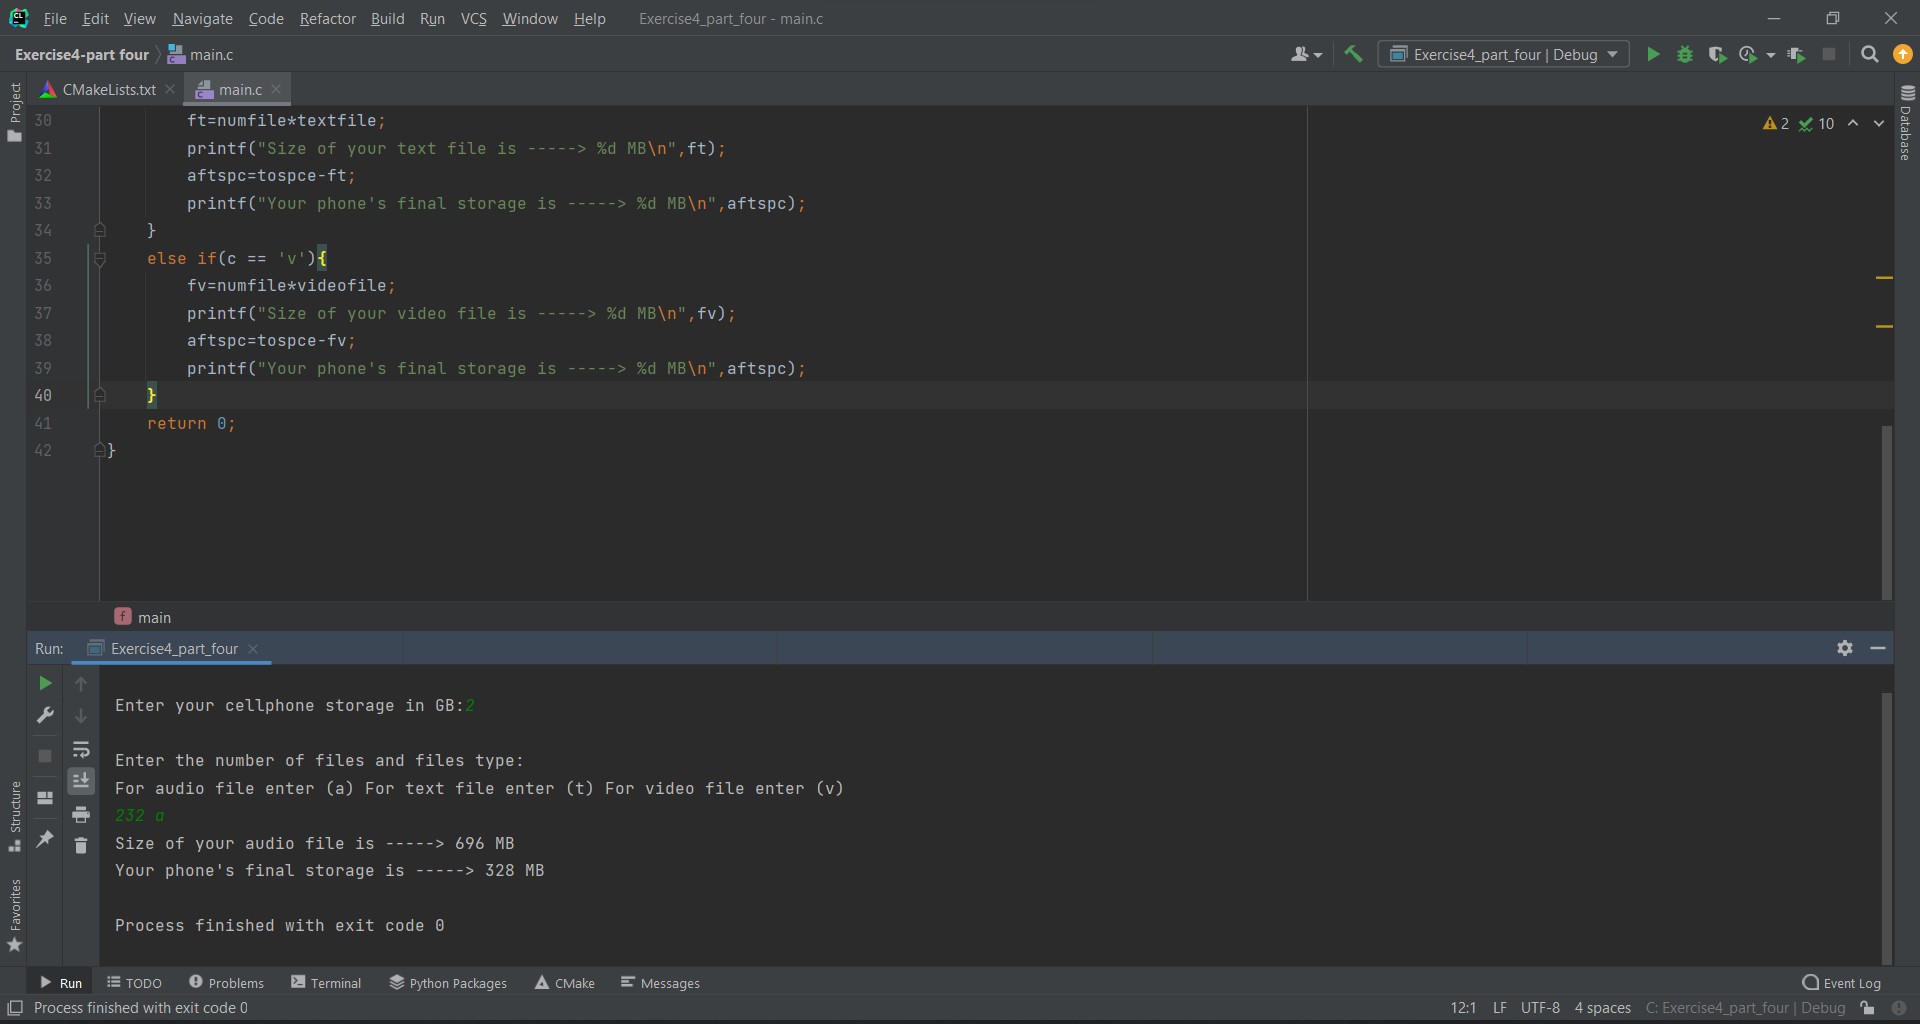 File Edit View Navigate Code Refactor Build Run VCS Window Help Exercise4_part_four - main.c
Exercise4-part four main.c Exercise4_part_four | Debug
Project CMakeLists.txt main.c Database
30 ft=numfile*textfile; 2 10
31 printf("Size of your text file is -----> %d MB\n",ft);
32 aftspc=tospce-ft;
33 printf("Your phone's final storage is -----> %d MB\n",aftspc);
34 }
35 else if(c == 'v'){
36 fv=numfile*videofile;
37 printf("Size of your video file is -----> %d MB\n",fv);
38 aftspc=tospce-fv;
39 printf("Your phone's final storage is -----> %d MB\n",aftspc);
40 }
41 return 0;
42 }
f main
Run: Exercise4_part_four
Enter your cellphone storage in GB:2
Enter the number of files and files type:
For audio file enter (a) For text file enter (t) For video file enter (v)
232 a
Size of your audio file is -----> 696 MB
Your phone's final storage is -----> 328 MB
Process finished with exit code 0
Structure
Favorites
Run TODO Problems Terminal Python Packages CMake Messages Event Log
Process finished with exit code 0 12:1 LF UTF-8 4 spaces C: Exercise4_part_four | Debug